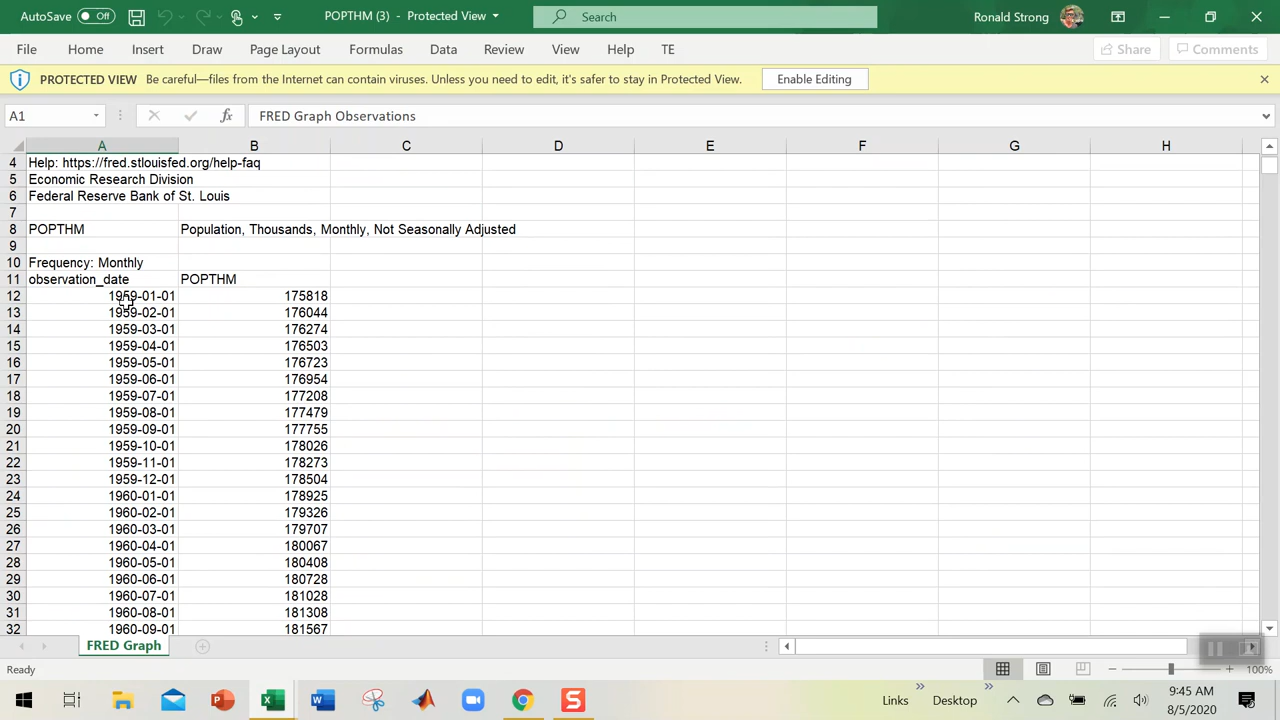 AutoSave Off POPTHM (3) - Protected View Search Ronald Strong
File Home Insert Draw Page Layout Formulas Data Review View Help TE Share Comments
PROTECTED VIEW Be careful—files from the Internet can contain viruses. Unless you need to edit, it's safer to stay in Protected View. Enable Editing
A1 fx FRED Graph Observations
A B C D E F G H
4 Help: https://fred.stlouisfed.org/help-faq
5 Economic Research Division
6 Federal Reserve Bank of St. Louis
7
8 POPTHM Population, Thousands, Monthly, Not Seasonally Adjusted
9
10 Frequency: Monthly
11 observation_date POPTHM
12 1959-01-01 175818
13 1959-02-01 176044
14 1959-03-01 176274
15 1959-04-01 176503
16 1959-05-01 176723
17 1959-06-01 176954
18 1959-07-01 177208
19 1959-08-01 177479
20 1959-09-01 177755
21 1959-10-01 178026
22 1959-11-01 178273
23 1959-12-01 178504
24 1960-01-01 178925
25 1960-02-01 179326
26 1960-03-01 179707
27 1960-04-01 180067
28 1960-05-01 180408
29 1960-06-01 180728
30 1960-07-01 181028
31 1960-08-01 181308
32 1960-09-01 181567
FRED Graph
Ready 100%
Links Desktop 9:45 AM
8/5/2020